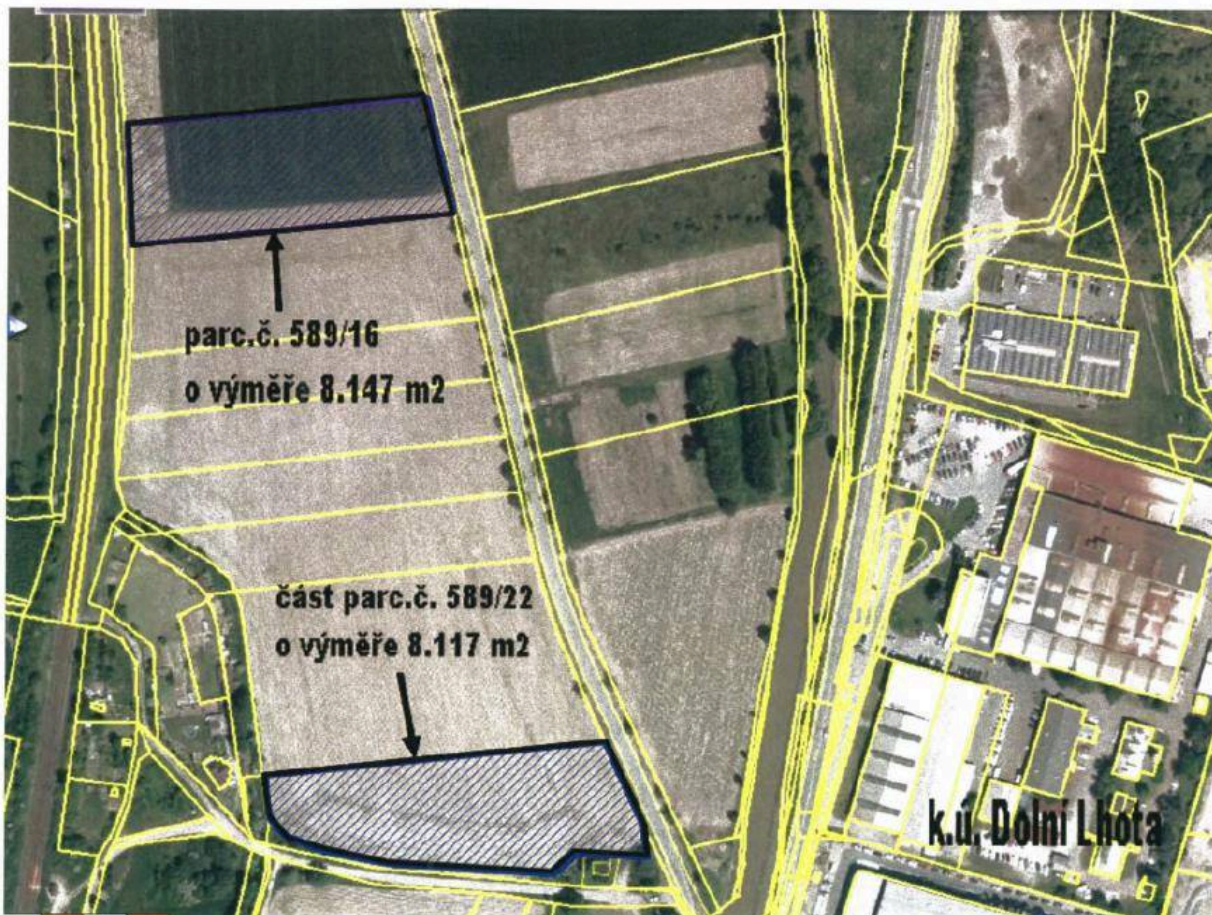 parc.č. 589/16
o výměře 8.147 m2
část parc.č. 589/22
o výměře 8.117 m2
k.ú. Dolní Lhota